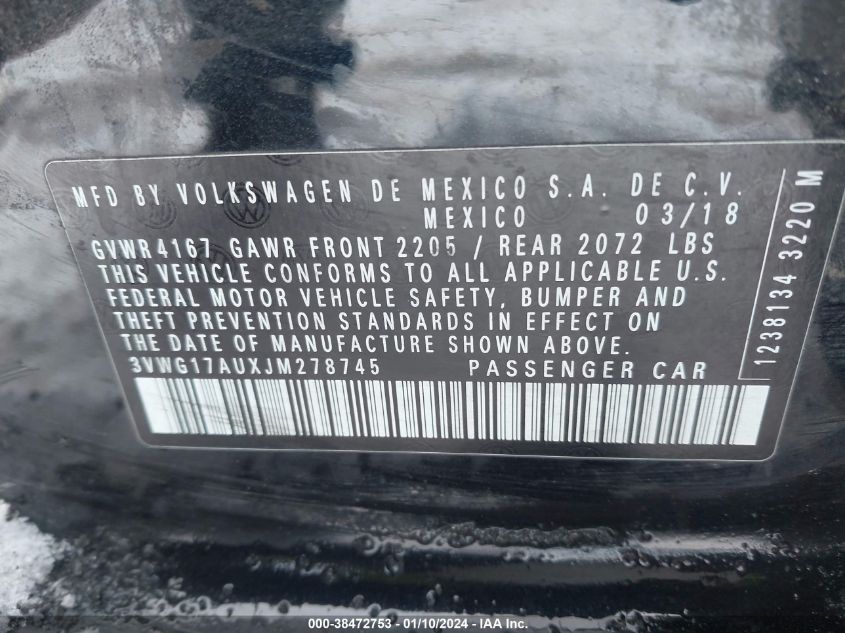 MFD BY VOLKSWAGEN DE MEXICO S.A. DE C.V.
MEXICO 03/18
GVWR4167 GAWR FRONT 2205 / REAR 2072 LBS
THIS VEHICLE CONFORMS TO ALL APPLICABLE U.S.
FEDERAL MOTOR VEHICLE SAFETY, BUMPER AND
THEFT PREVENTION STANDARDS IN EFFECT ON
THE DATE OF MANUFACTURE SHOWN ABOVE.
3VWG17AUXJM278745 PASSENGER CAR
1238134 3220 M
000-38472753 - 01/10/2024 - IAA Inc.